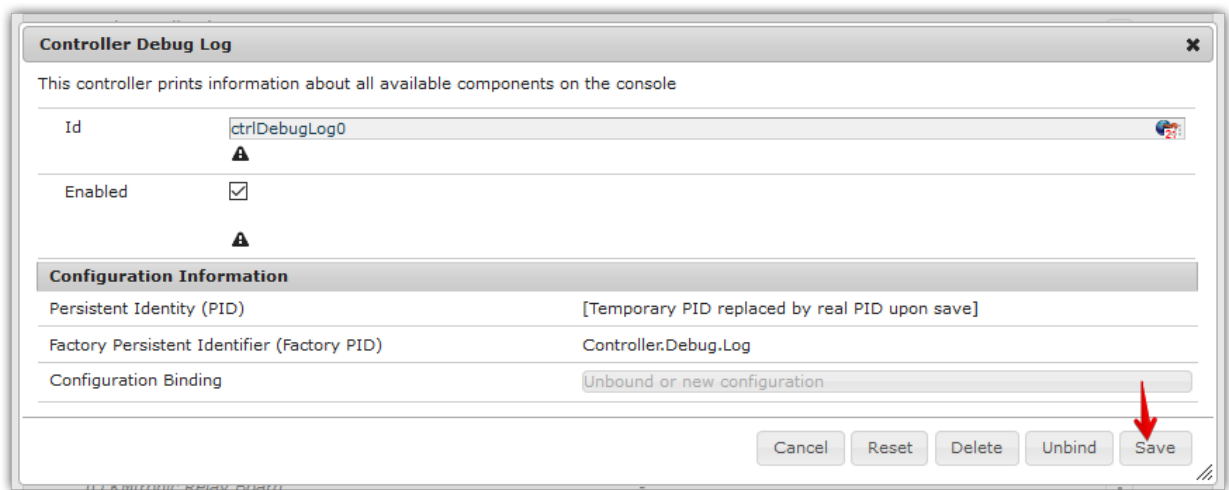 Controller Debug Log
This controller prints information about all available components on the console
Id
ctrlDebugLog0
Enabled
Configuration Information
Persistent Identity (PID) [Temporary PID replaced by real PID upon save]
Factory Persistent Identifier (Factory PID) Controller.Debug.Log
Configuration Binding Unbound or new configuration
Cancel Reset Delete Unbind Save